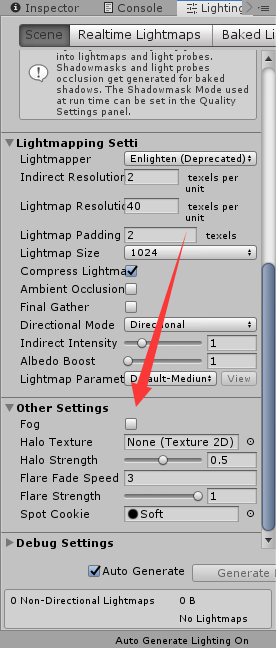 Inspector Console Lighting
Scene Realtime Lightmaps Baked Li
into lightmaps and light probes.
Shadowmasks and light probes
occlusion get generated for baked
shadows. The Shadowmask Mode used
at run time can be set in the Quality
Settings panel.
Lightmapping Setti
Lightmapper Enlighten (Deprecated)
Indirect Resolution 2 texels per
unit
Lightmap Resolutio 40 texels per
unit
Lightmap Padding 2 texels
Lightmap Size 1024
Compress Lightma
Ambient Occlusion
Final Gather
Directional Mode Directional
Indirect Intensity 1
Albedo Boost 1
Lightmap Paramet Default-Medium View
Other Settings
Fog
Halo Texture None (Texture 2D)
Halo Strength 0.5
Flare Fade Speed 3
Flare Strength 1
Spot Cookie Soft
Debug Settings
Auto Generate Generate
0 Non-Directional Lightmaps 0 B
No Lightmaps
Auto Generate Lighting On